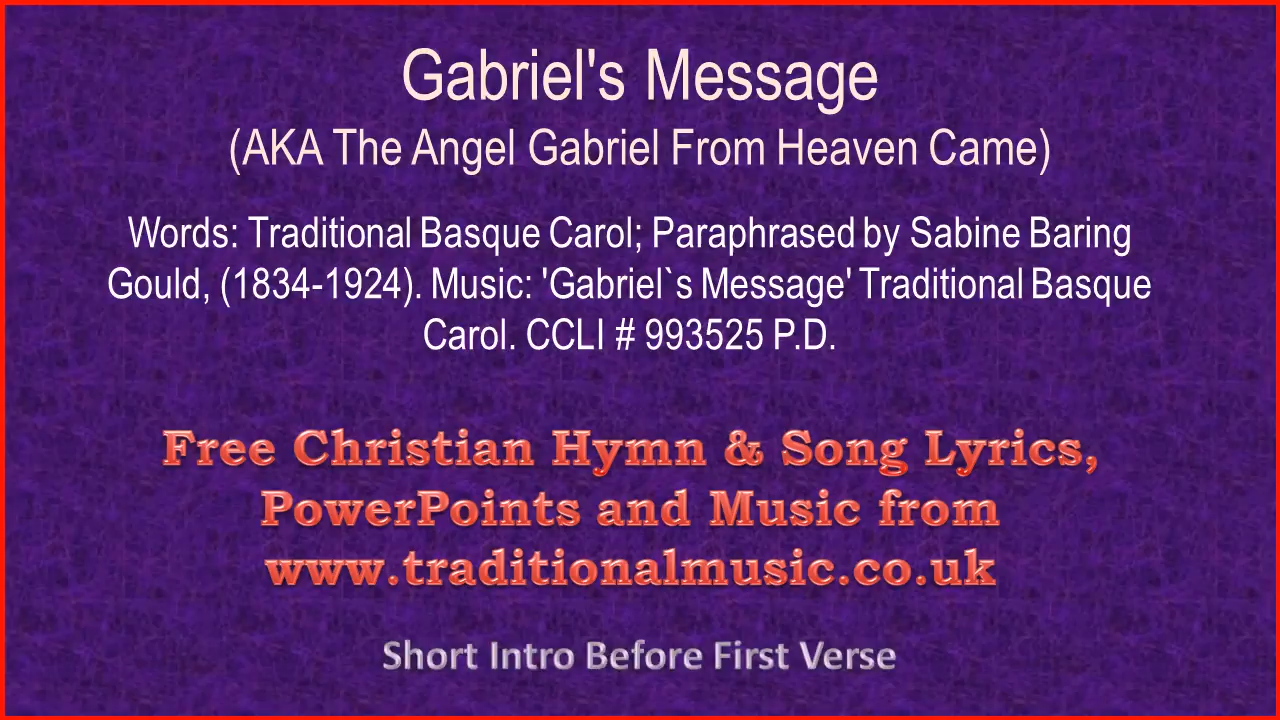 Gabriel's Message
(AKA The Angel Gabriel From Heaven Came)
Words: Traditional Basque Carol; Paraphrased by Sabine Baring
Gould, (1834-1924). Music: 'Gabriel`s Message' Traditional Basque
Carol. CCLI # 993525 P.D.
Free Christian Hymn & Song Lyrics,
PowerPoints and Music from
www.traditionalmusic.co.uk
Short Intro Before First Verse